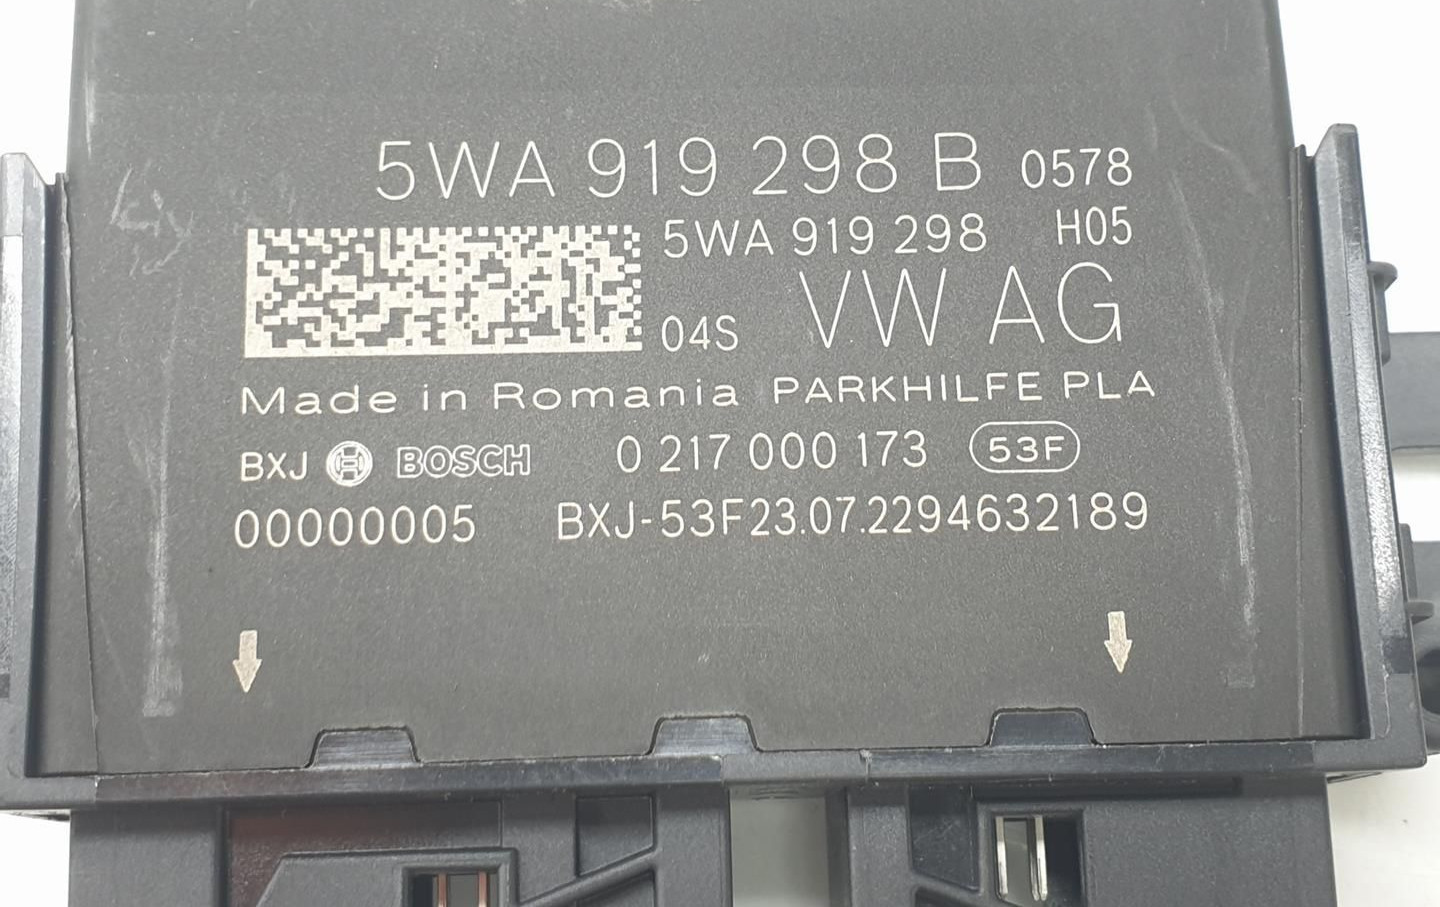 5WA 919 298 B 0578
5WA 919 298 H05
04S VW AG
Made in Romania PARKHILFE PLA
BXJ BOSCH 0 217 000 173 53F
00000005 BXJ-53F23.07.2294632189